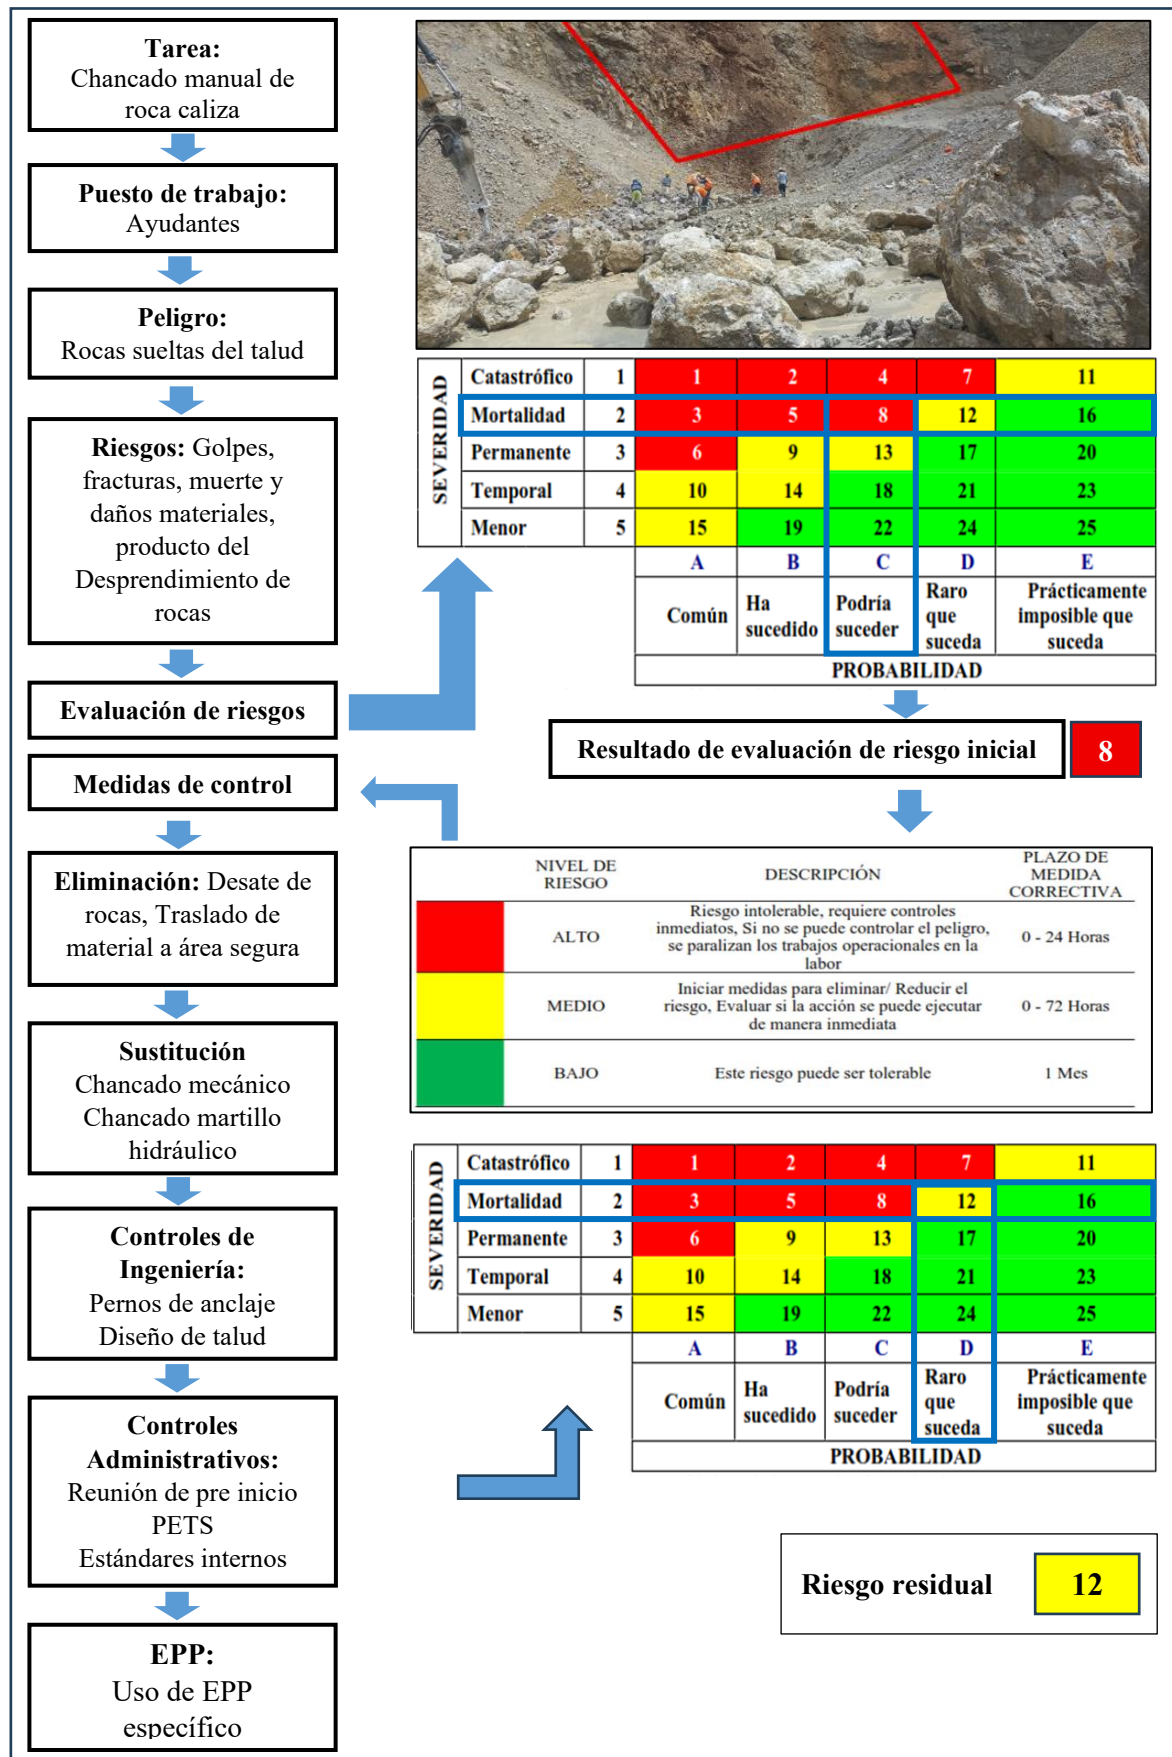 Tarea:
Chancado manual de
roca caliza
Puesto de trabajo:
Ayudantes
Peligro:
Rocas sueltas del talud
Riesgos: Golpes,
fracturas, muerte y
daños materiales,
producto del
Desprendimiento de
rocas
Evaluación de riesgos
SEVERIDAD
Catastrófico 1 1 2 4 7 11
Mortalidad 2 3 5 8 12 16
Permanente 3 6 9 13 17 20
Temporal 4 10 14 18 21 23
Menor 5 15 19 22 24 25
A B C D E
Común
Ha
sucedido
Podría
suceder
Raro
que
suceda
Prácticamente
imposible que
suceda
PROBABILIDAD
Resultado de evaluación de riesgo inicial 8
NIVEL DE
RIESGO
DESCRIPCIÓN
PLAZO DE
MEDIDA
CORRECTIVA
ALTO
Riesgo intolerable, requiere controles
inmediatos, Si no se puede controlar el peligro,
se paralizan los trabajos operacionales en la
labor
0 - 24 Horas
MEDIO
Iniciar medidas para eliminar/ Reducir el
riesgo, Evaluar si la acción se puede ejecutar
de manera inmediata
0 - 72 Horas
BAJO
Este riesgo puede ser tolerable
1 Mes
Medidas de control
Eliminación: Desate de
rocas, Traslado de
material a área segura
Sustitución
Chancado mecánico
Chancado martillo
hidráulico
Controles de
Ingeniería:
Pernos de anclaje
Diseño de talud
Controles
Administrativos:
Reunión de pre inicio
PETS
Estándares internos
EPP:
Uso de EPP
específico
SEVERIDAD
Catastrófico 1 1 2 4 7 11
Mortalidad 2 3 5 8 12 16
Permanente 3 6 9 13 17 20
Temporal 4 10 14 18 21 23
Menor 5 15 19 22 24 25
A B C D E
Común
Ha
sucedido
Podría
suceder
Raro
que
suceda
Prácticamente
imposible que
suceda
PROBABILIDAD
Riesgo residual 12